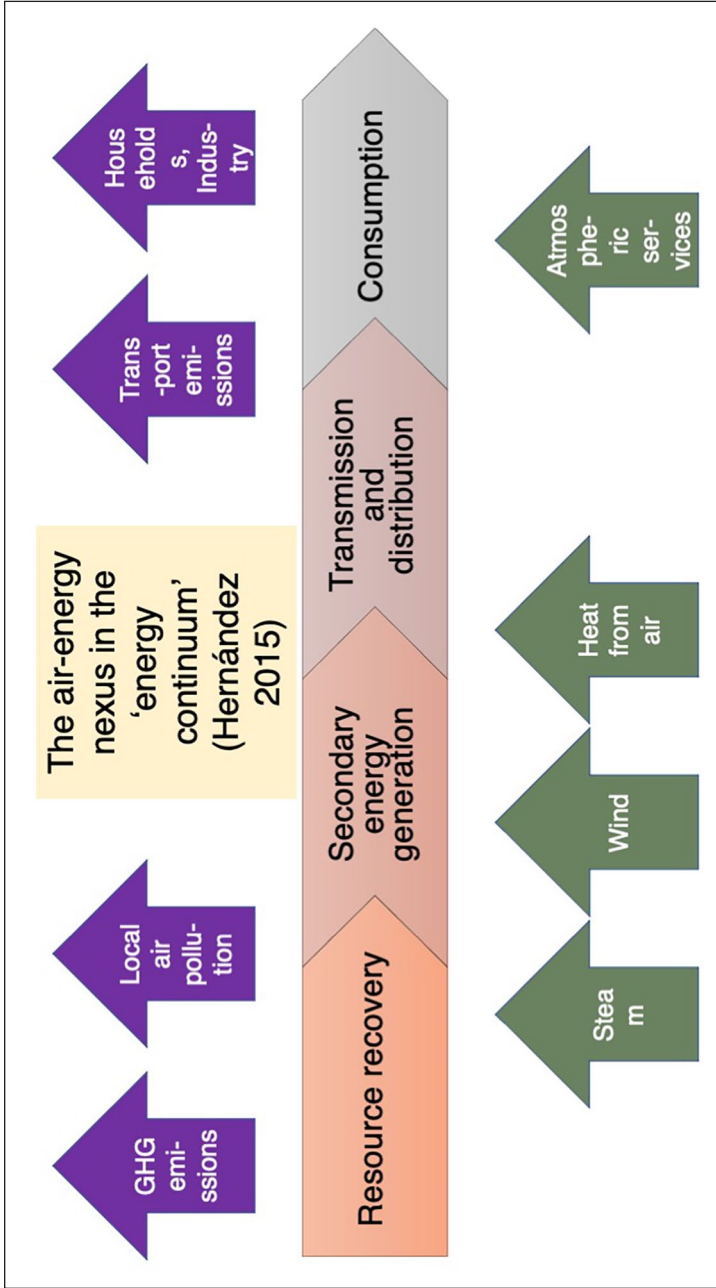 GHG
emi-
ssions
Local
air
pollu-
tion
The air-energy
nexus in the
‘energy
continuum’
(Hernández
2015)
Trans
-port
emi-
ssions
Hous
ehold
s,
Indus-
try
Resource recovery
Secondary
energy
generation
Transmission
and
distribution
Consumption
Stea
m
Wind
Heat
from
air
Atmos
phe-
ric
ser-
vices